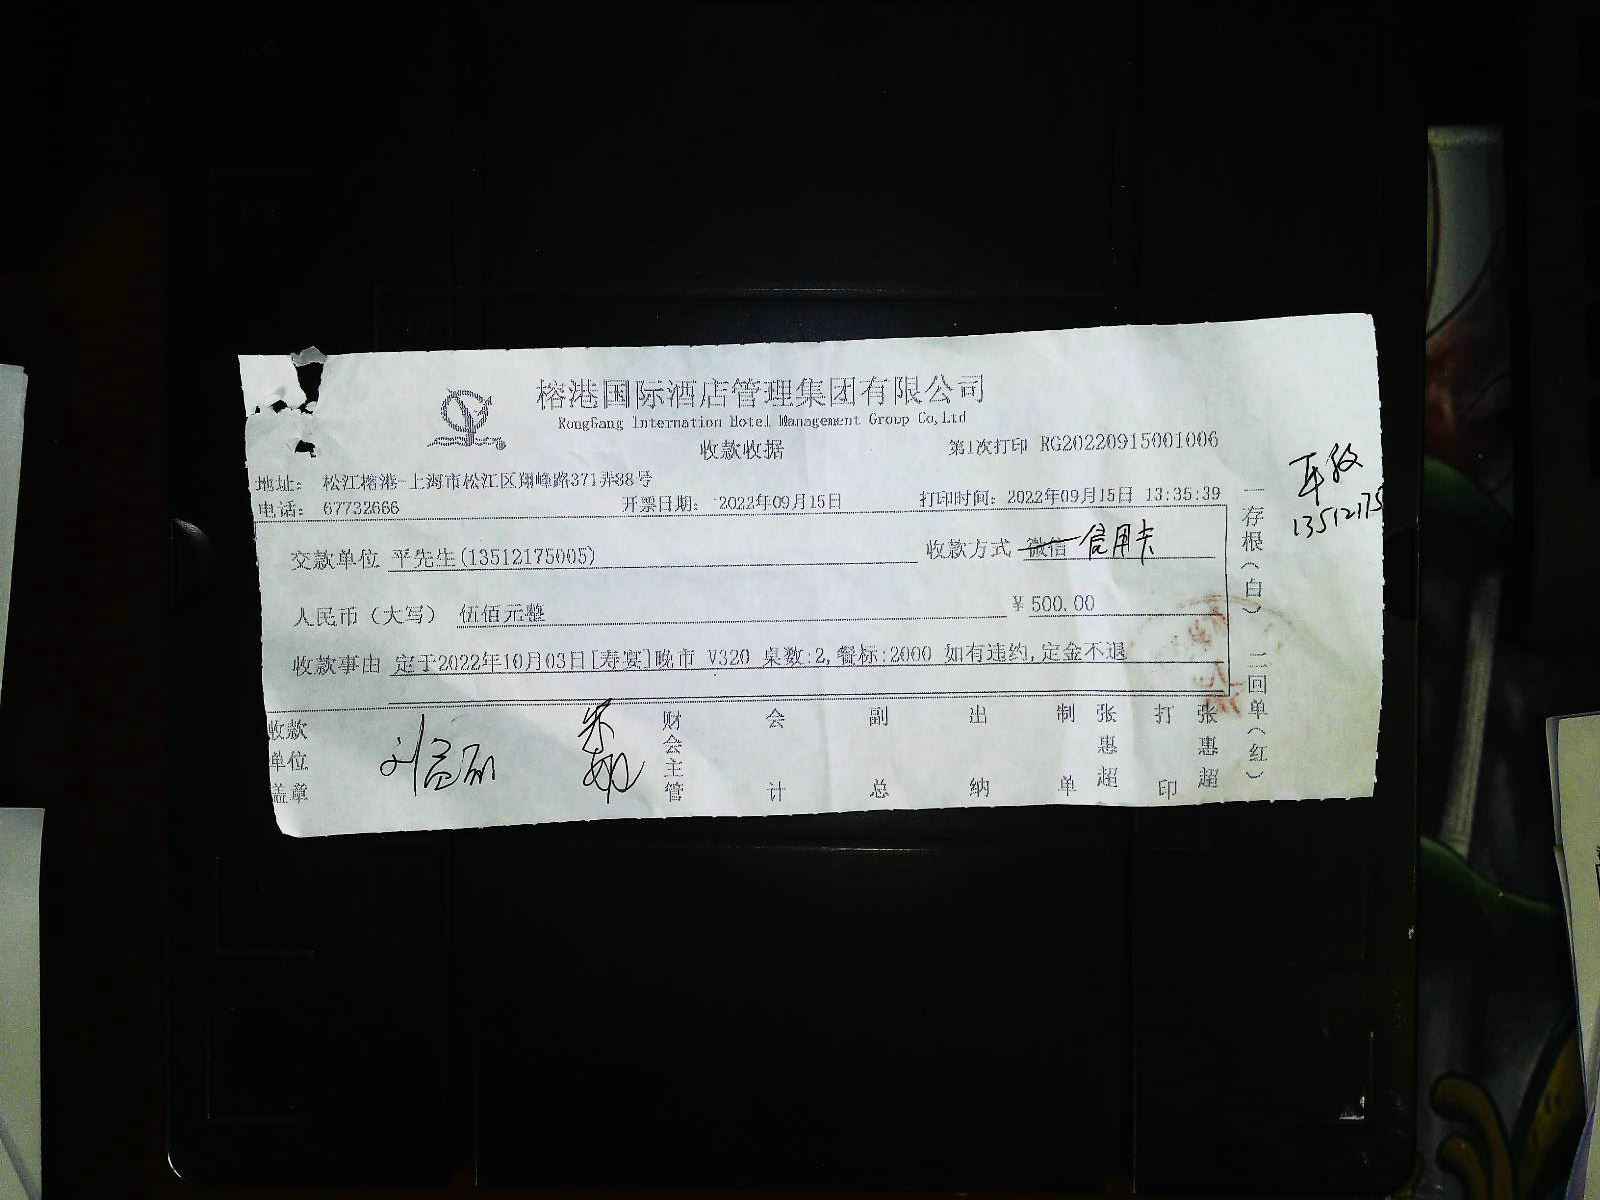 榕港国际酒店管理集团有限公司
RongGang Internation Hotel Management Group Co,Ltd
收款收据
第1次打印 RG20220915001006
地址: 松江榕港-上海市松江区翔峰路371弄88号
电话: 67732666 开票日期: 2022年09月15日 打印时间: 2022年09月15日 13:35:39
交款单位 平先生(13512175005) 收款方式 微信 信用卡
人民币(大写) 伍佰元整 ¥ 500.00
收款事由 定于2022年10月03日[寿宴]晚市 V320 桌数:2,餐标:2000 如有违约,定金不退
收款单位盖章 财会主管 会计 副总 出纳 制单 张惠超 打印 张惠超
一存根(白) 二回单(红)
13512175